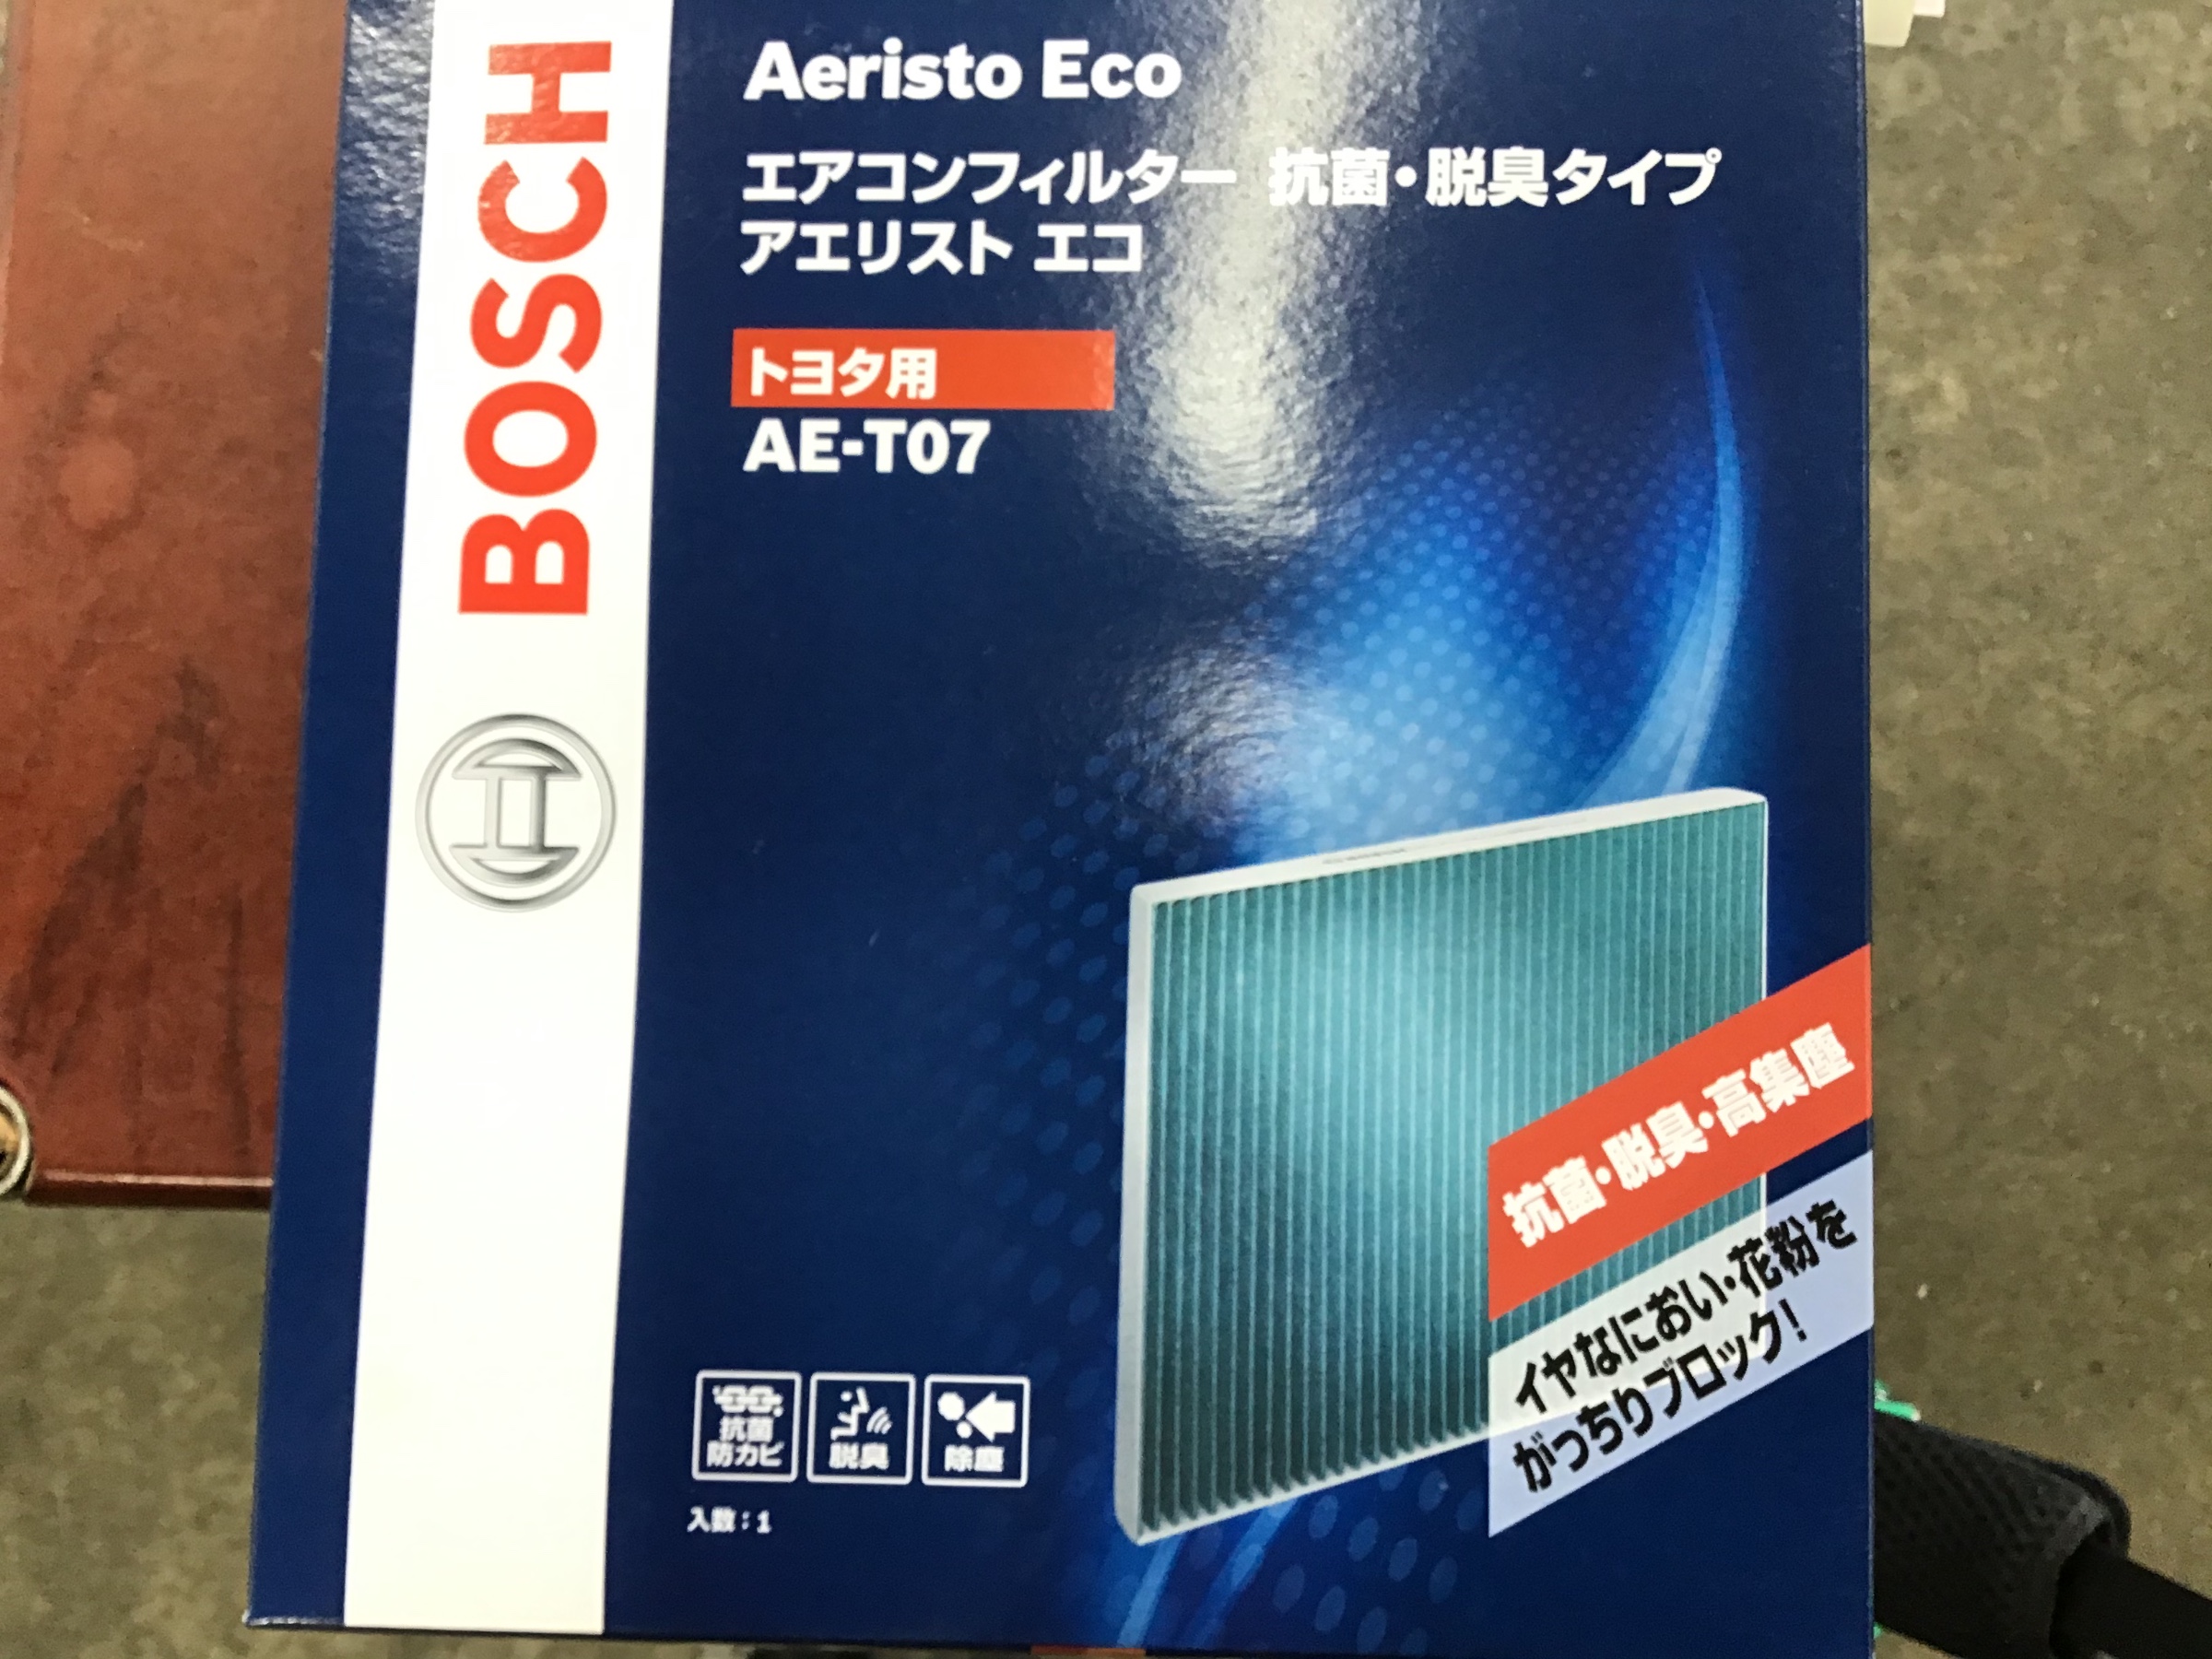 BOSCH
Aeristo Eco
エアコンフィルター 抗菌・脱臭タイプ
アエリスト エコ
トヨタ用
AE-T07
抗菌・脱臭・高集塵
イヤなにおい・花粉を
がっちりブロック!
抗菌
防カビ
脱臭
除塵
入数:1